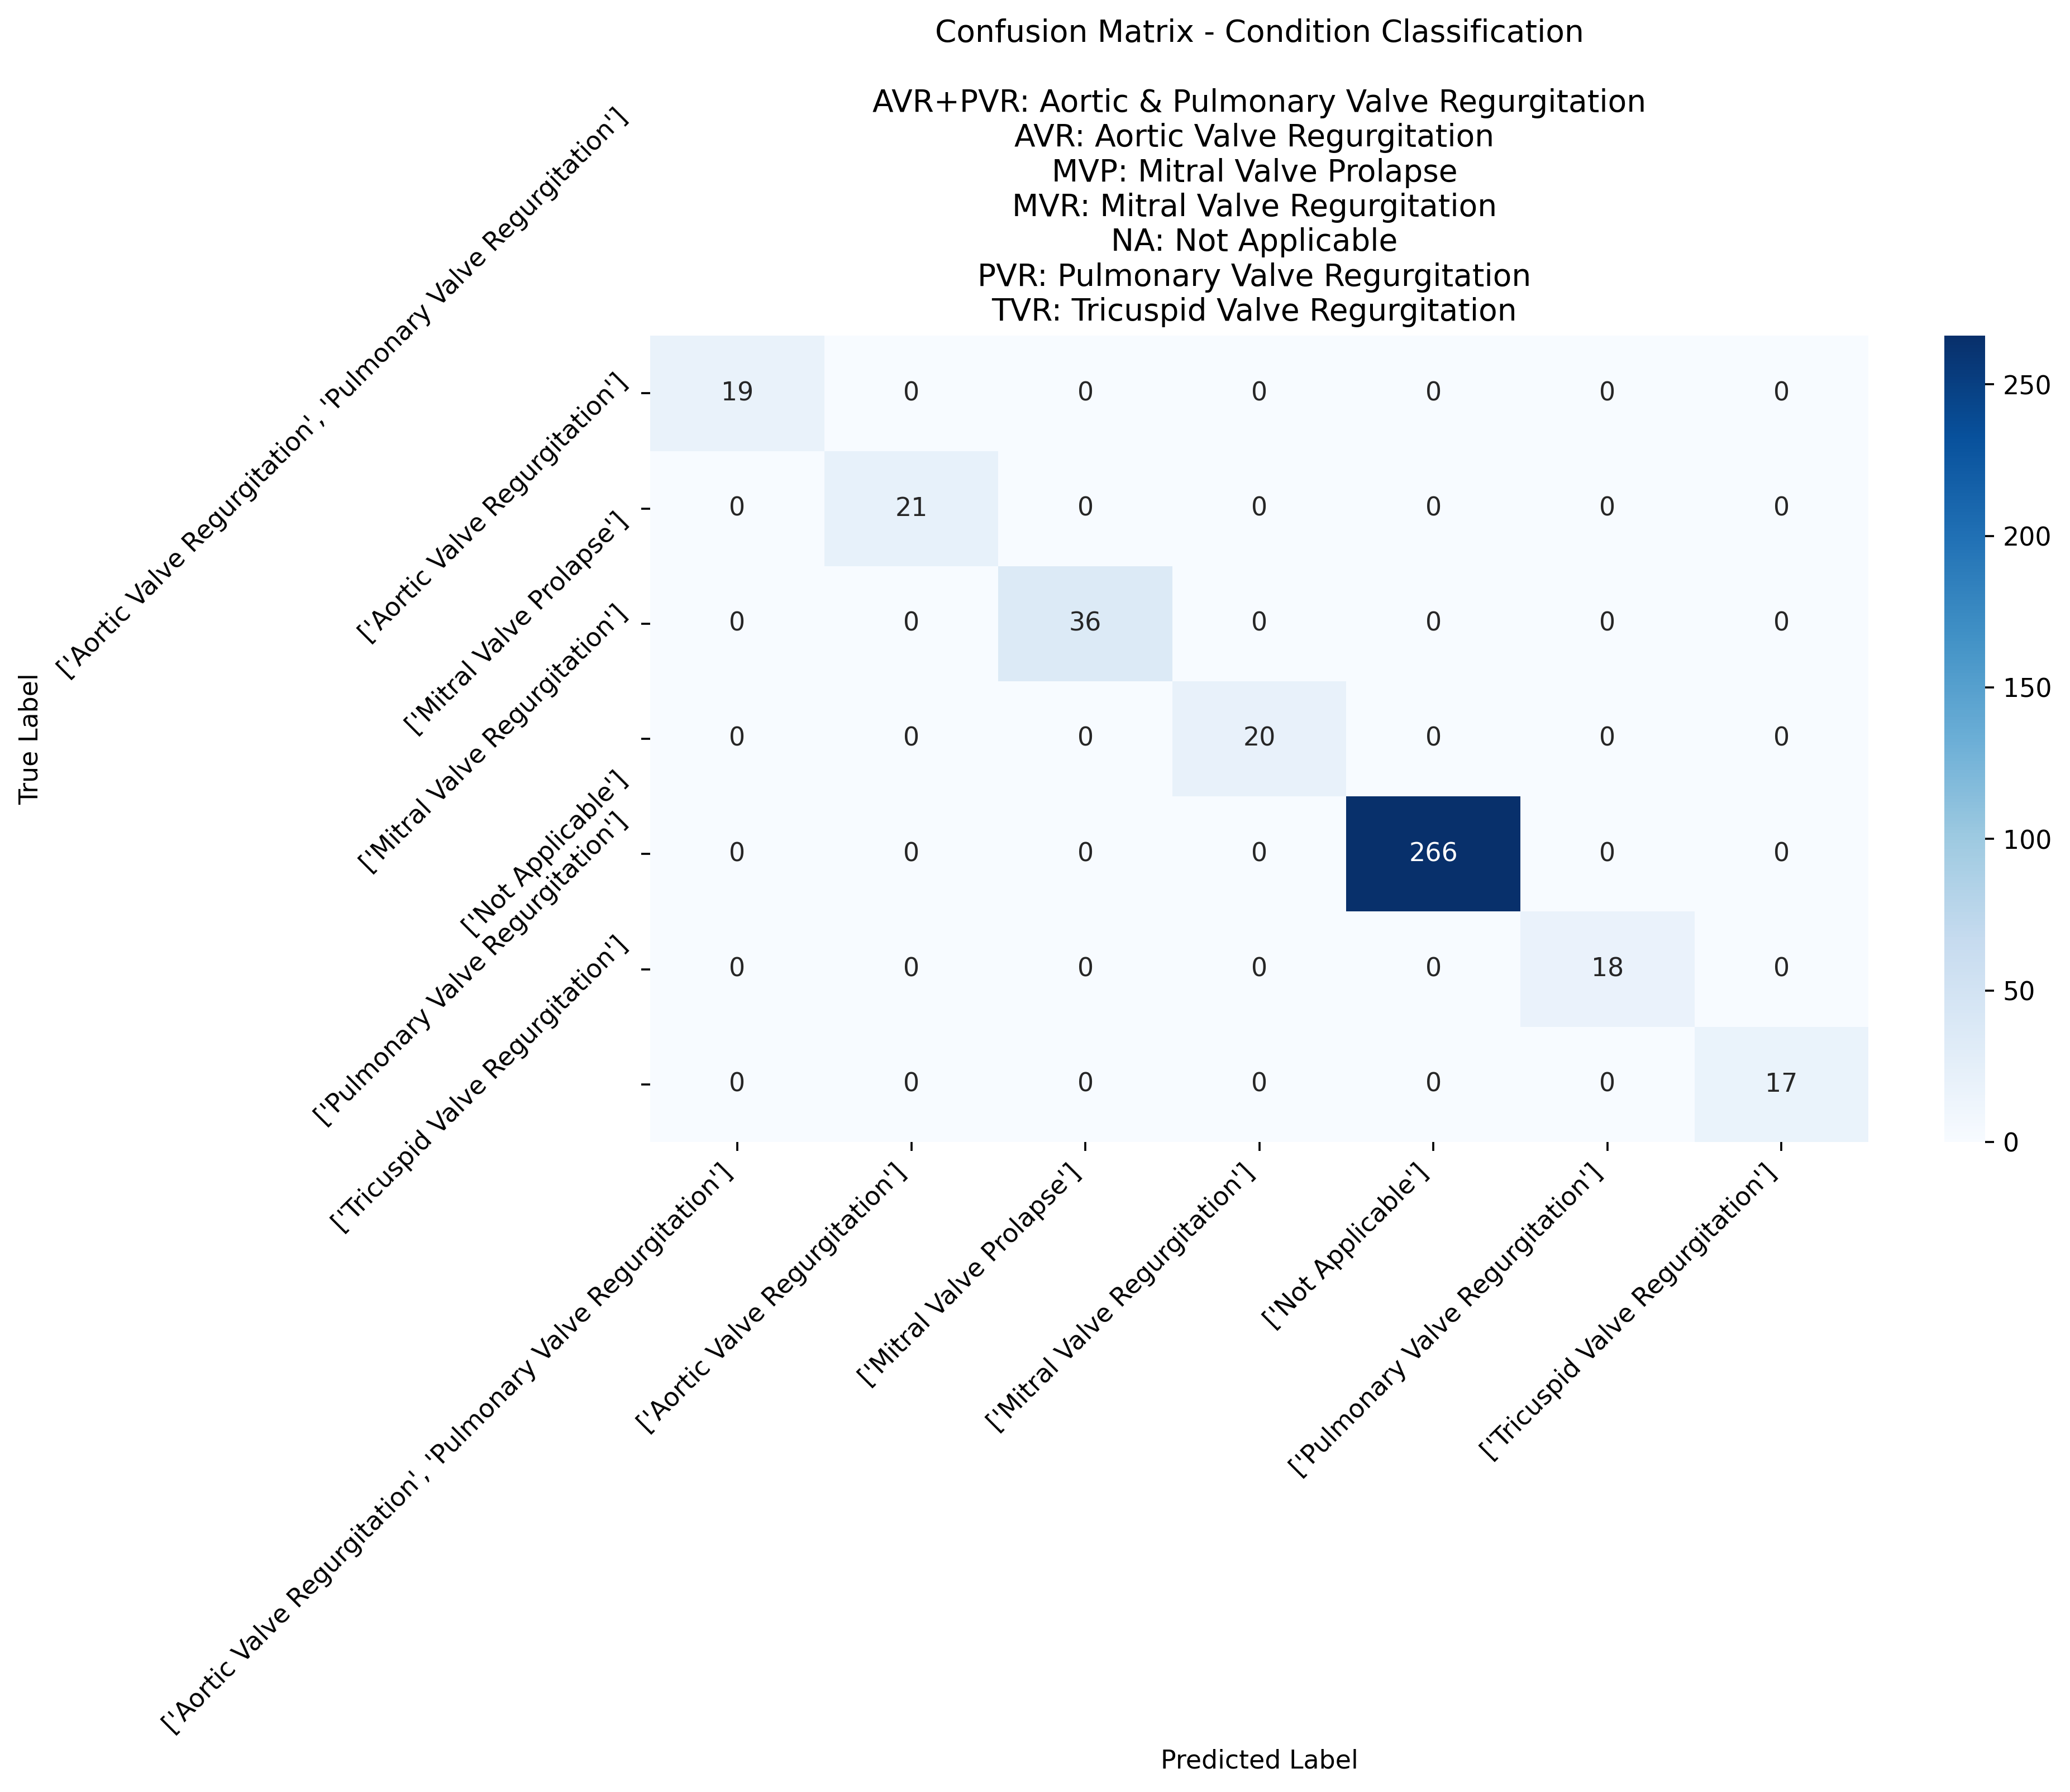 Confusion Matrix - Condition Classification
AVR+PVR: Aortic & Pulmonary Valve Regurgitation
AVR: Aortic Valve Regurgitation
MVP: Mitral Valve Prolapse
MVR: Mitral Valve Regurgitation
NA: Not Applicable
PVR: Pulmonary Valve Regurgitation
TVR: Tricuspid Valve Regurgitation
True Label
['Aortic Valve Regurgitation', 'Pulmonary Valve Regurgitation']
['Aortic Valve Regurgitation']
['Mitral Valve Prolapse']
['Mitral Valve Regurgitation']
['Not Applicable']
['Pulmonary Valve Regurgitation']
['Tricuspid Valve Regurgitation']
19 0 0 0 0 0 0
0 21 0 0 0 0 0
0 0 36 0 0 0 0
0 0 0 20 0 0 0
0 0 0 0 266 0 0
0 0 0 0 0 18 0
0 0 0 0 0 0 17
250
200
150
100
50
0
['Aortic Valve Regurgitation', 'Pulmonary Valve Regurgitation']
['Aortic Valve Regurgitation']
['Mitral Valve Prolapse']
['Mitral Valve Regurgitation']
['Not Applicable']
['Pulmonary Valve Regurgitation']
['Tricuspid Valve Regurgitation']
Predicted Label